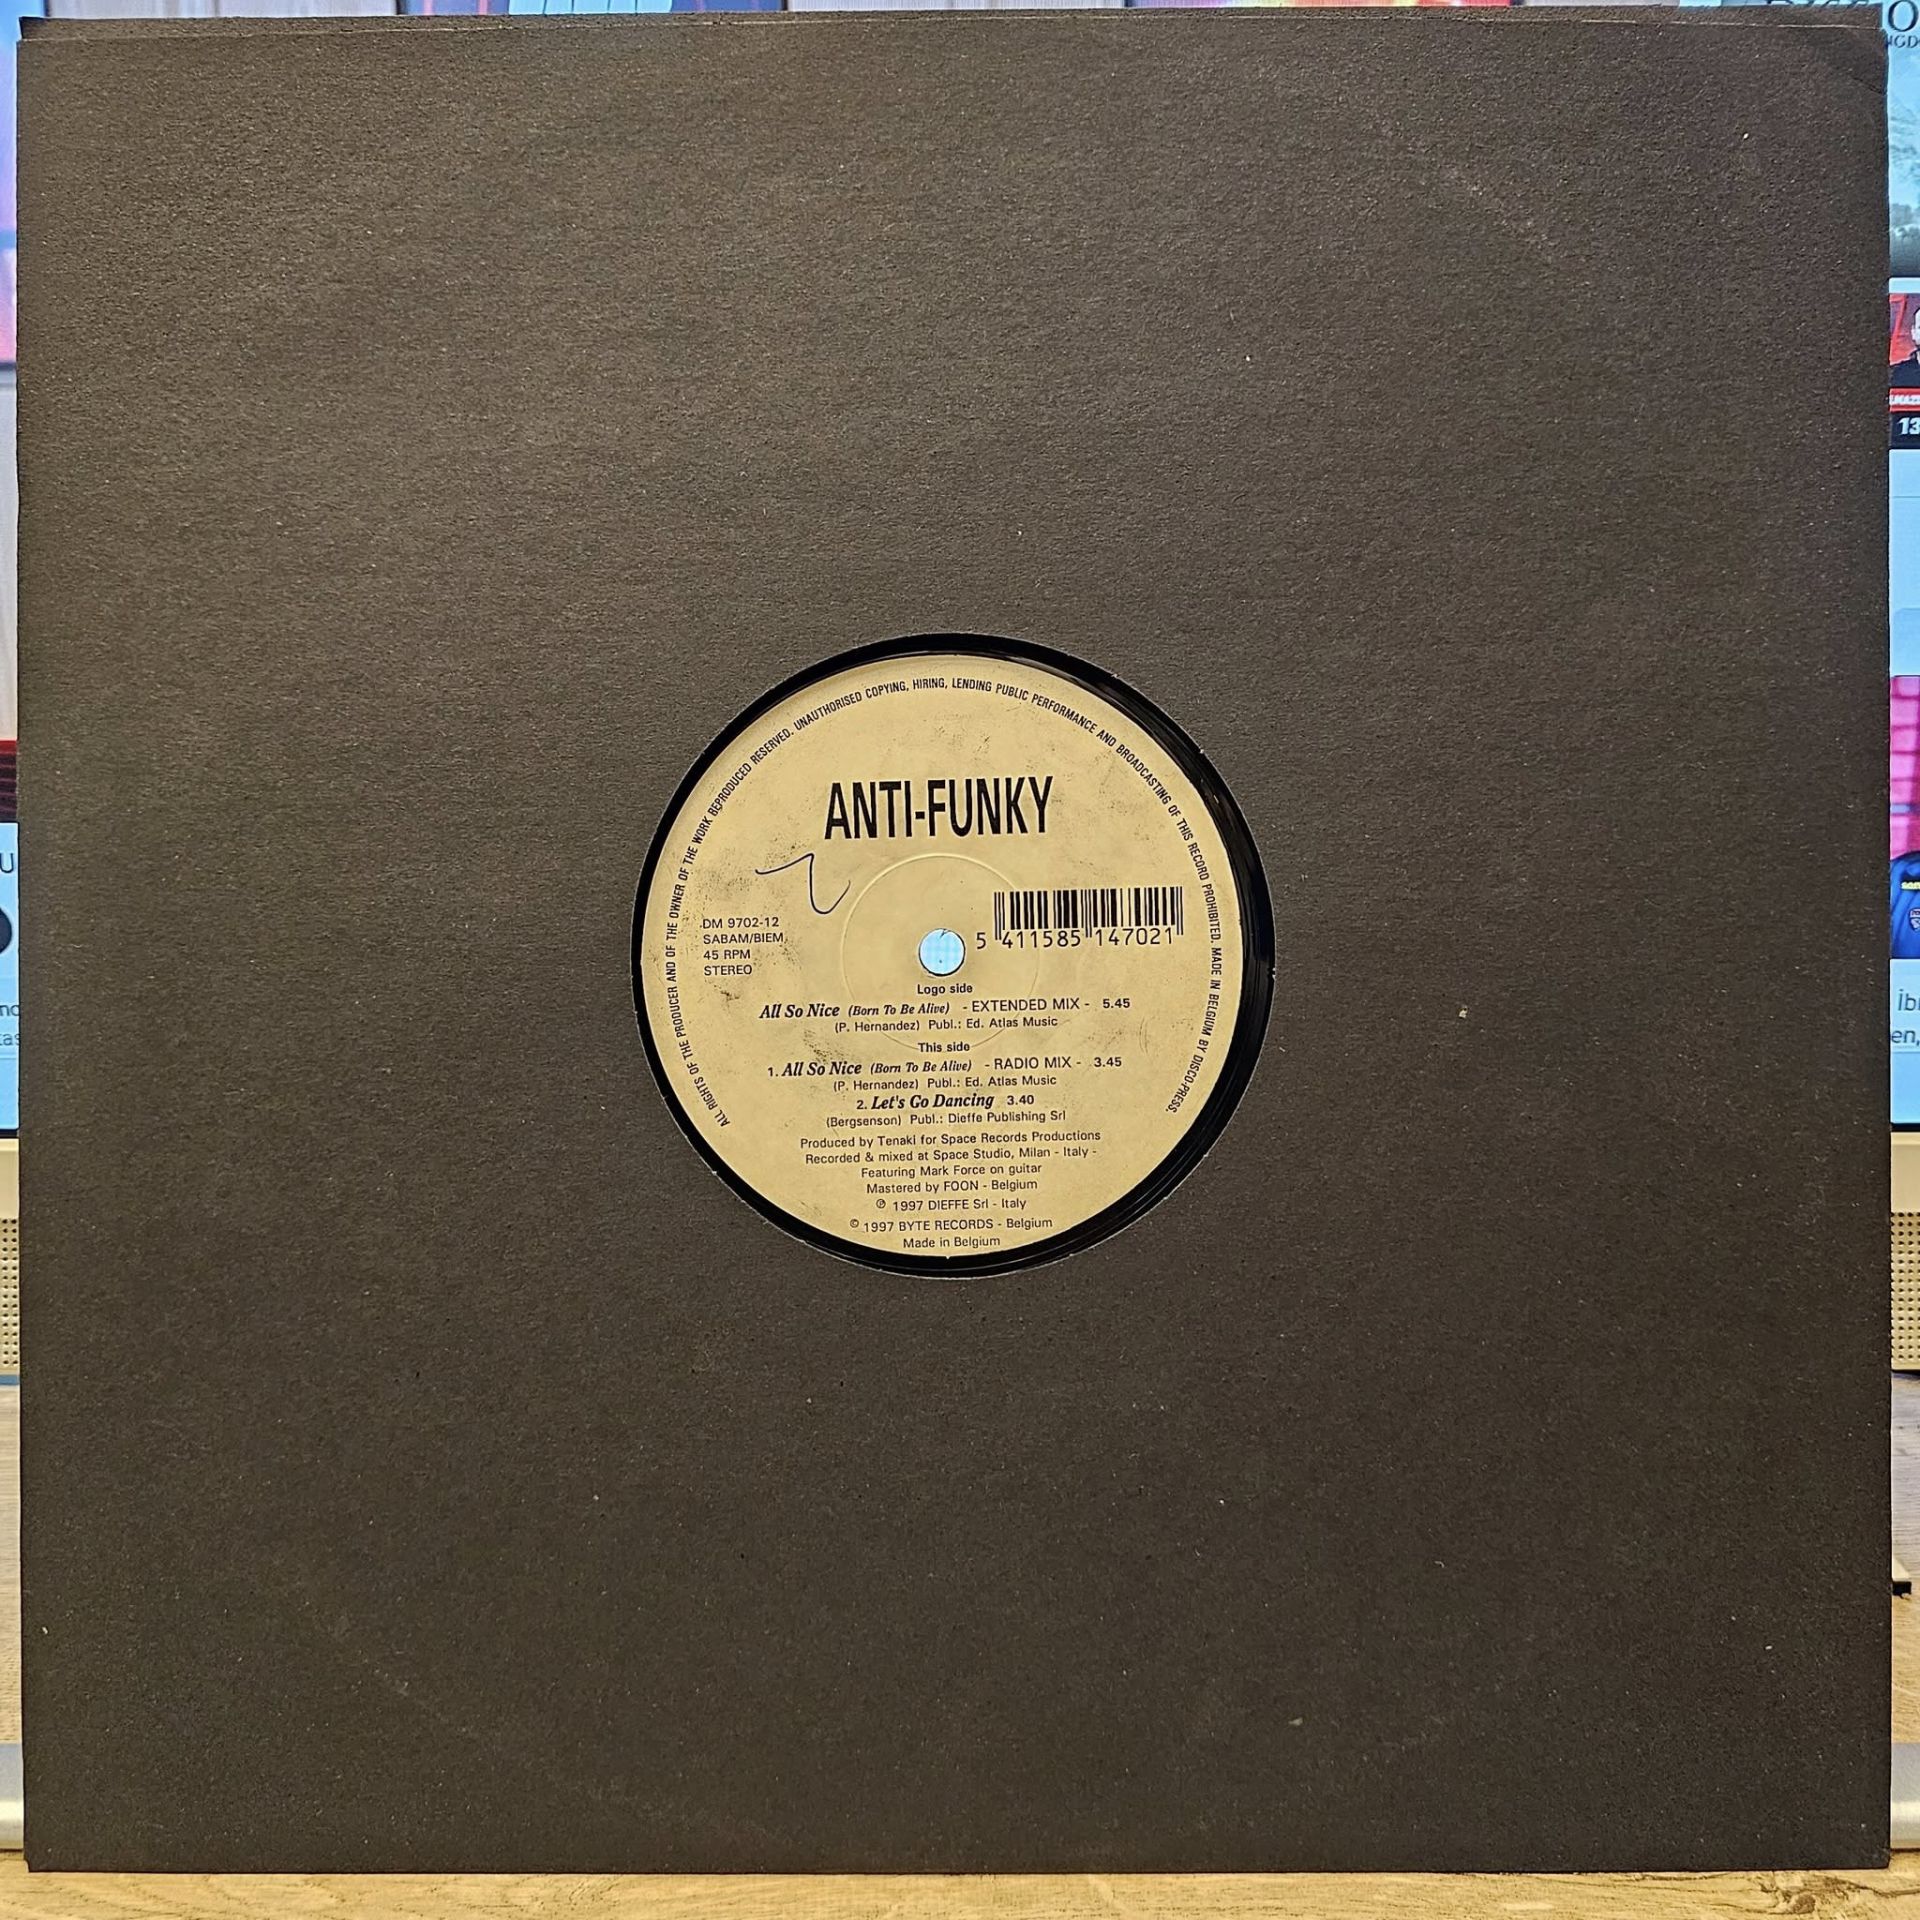 ALL RIGHTS OF THE PRODUCER AND OF THE OWNER OF THE WORK REPRODUCED RESERVED. UNAUTHORISED COPYING, HIRING, LENDING PUBLIC PERFORMANCE AND BROADCASTING OF THIS RECORD PROHIBITED. MADE IN BELGIUM BY DISCO-PRESS.
ANTI-FUNKY
DM 9702-12
SABAM/BIEM
45 RPM
STEREO
5 411585 147021
Logo side
All So Nice (Born To Be Alive) - EXTENDED MIX - 5.45
(P. Hernandez) Publ.: Ed. Atlas Music
This side
1. All So Nice (Born To Be Alive) - RADIO MIX - 3.45
(P. Hernandez) Publ.: Ed. Atlas Music
2. Let's Go Dancing 3.40
(Bergsenson) Publ.: Dieffe Publishing Srl
Produced by Tenaki for Space Records Productions
Recorded & mixed at Space Studio, Milan - Italy -
Featuring Mark Force on guitar
Mastered by FOON - Belgium
℗ 1997 DIEFFE Srl - Italy
© 1997 BYTE RECORDS - Belgium
Made in Belgium
13